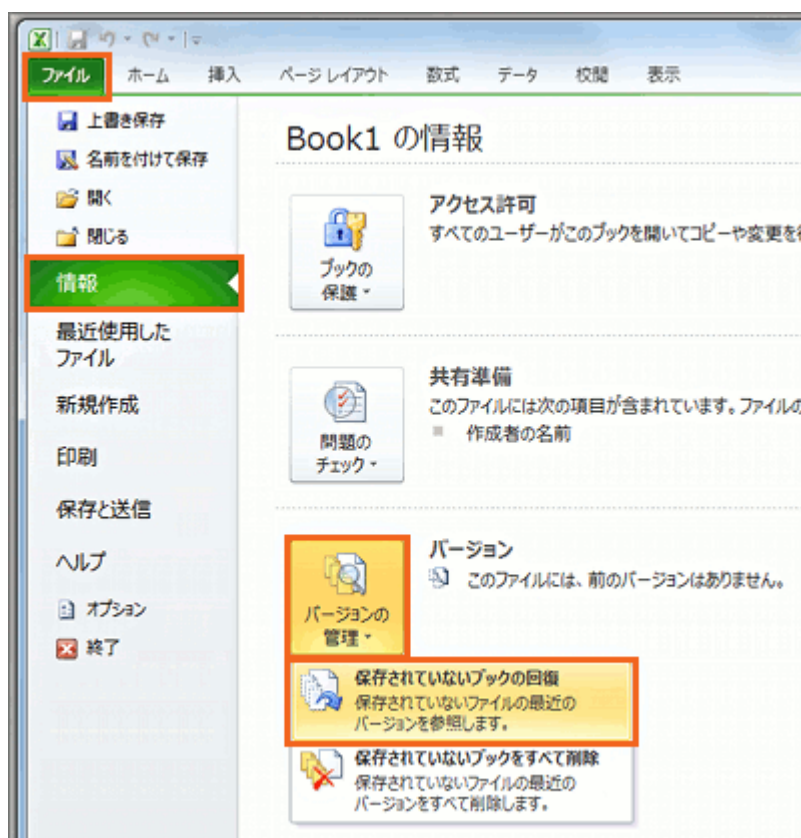 ファイル ホーム 挿入 ページ レイアウト 数式 データ 校閲 表示
上書き保存
名前を付けて保存
開く
閉じる
情報
最近使用した
ファイル
新規作成
印刷
保存と送信
ヘルプ
オプション
終了
Book1 の情報
ブックの
保護
アクセス許可
すべてのユーザーがこのブックを開いてコピーや変更を
問題の
チェック
共有準備
このファイルには次の項目が含まれています。ファイルの
作成者の名前
バージョンの
管理
バージョン
このファイルには、前のバージョンはありません。
保存されていないブックの回復
保存されていないファイルの最近の
バージョンを参照します。
保存されていないブックをすべて削除
保存されていないファイルの最近の
バージョンをすべて削除します。